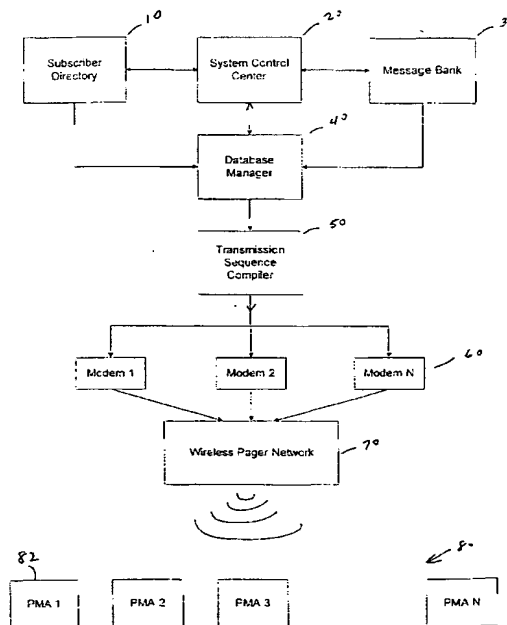 10
20
3
Subscriber
Directory
System Control
Center
Message Bank
40
Database
Manager
50
Transmission
Sequence
Compiler
Modem 1
Modem 2
Modem N
60
Wireless Pager Network
70
82
80
PMA 1
PMA 2
PMA 3
PMA N